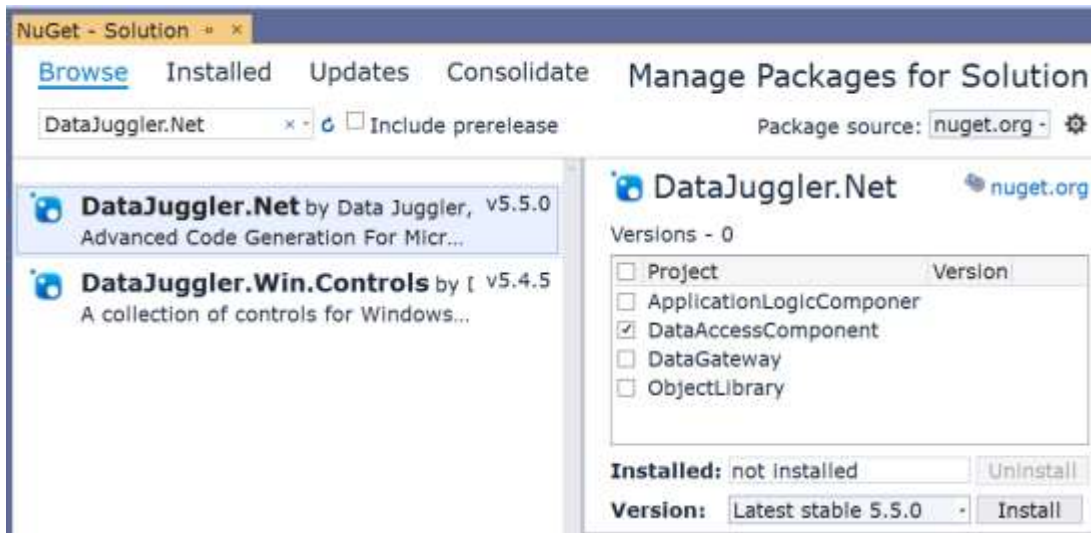 NuGet - Solution
Browse Installed Updates Consolidate Manage Packages for Solution
DataJuggler.Net Include prerelease Package source: nuget.org
DataJuggler.Net by Data Juggler, v5.5.0
Advanced Code Generation For Micr...
DataJuggler.Win.Controls by [ v5.4.5
A collection of controls for Windows...
DataJuggler.Net nuget.org
Versions - 0
Project Version
ApplicationLogicComponer
DataAccessComponent
DataGateway
ObjectLibrary
Installed: not installed Uninstall
Version: Latest stable 5.5.0 Install